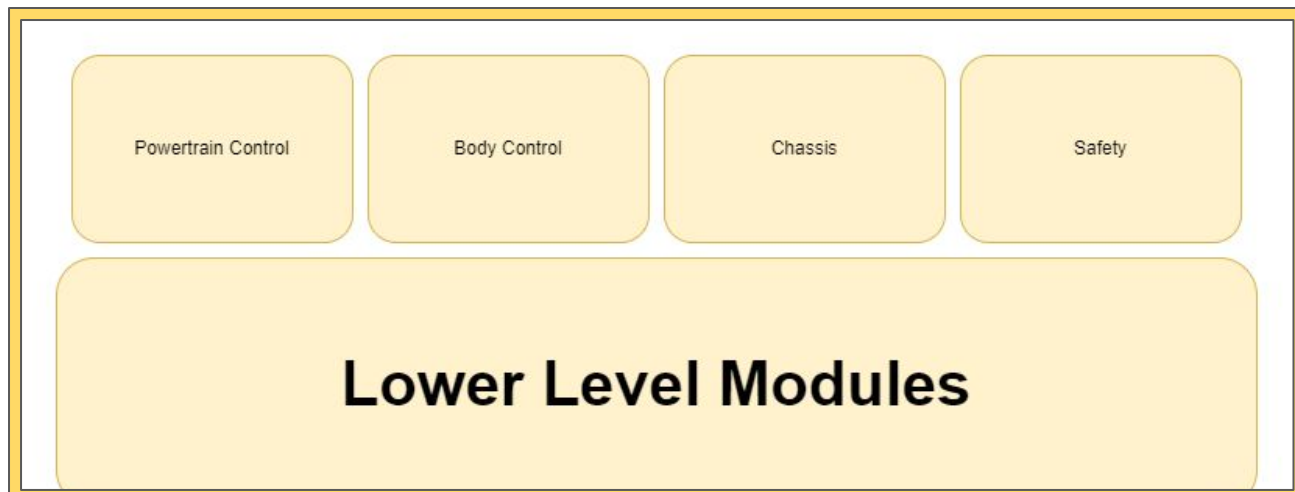 Powertrain Control
Body Control
Chassis
Safety
Lower Level Modules